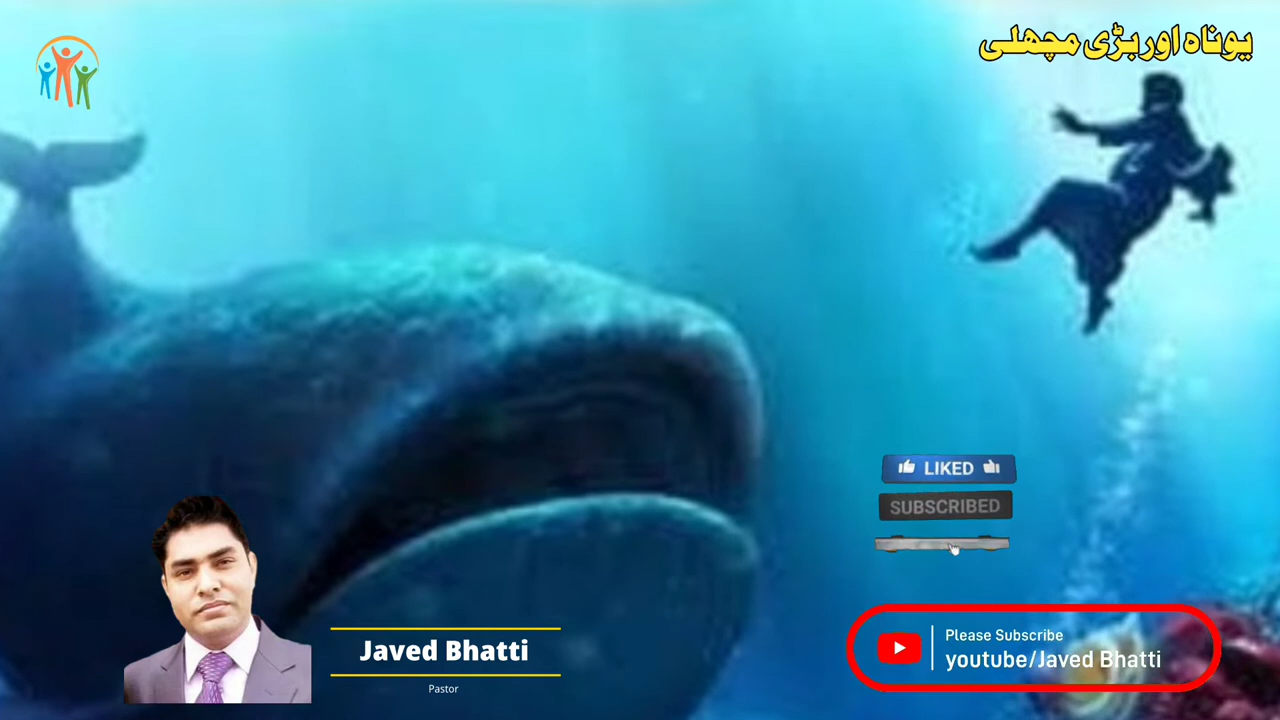 یوناہ اور بڑی مچھلی
LIKED
SUBSCRIBED
Please Subscribe
youtube/Javed Bhatti
Javed Bhatti
Pastor